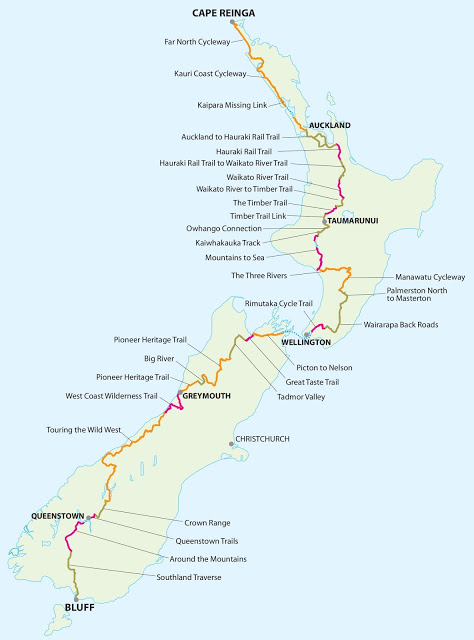 CAPE REINGA
Far North Cycleway
Kauri Coast Cycleway
Kaipara Missing Link
AUCKLAND
Auckland to Hauraki Rail Trail
Hauraki Rail Trail
Hauraki Rail Trail to Waikato River Trail
Waikato River Trail
Waikato River to Timber Trail
The Timber Trail
Timber Trail Link
TAUMARUNUI
Owhango Connection
Kaiwhakauka Track
Mountains to Sea
The Three Rivers
Manawatu Cycleway
Palmerston North
to Masterton
Rimutaka Cycle Trail
Wairarapa Back Roads
WELLINGTON
Pioneer Heritage Trail
Big River
Picton to Nelson
Pioneer Heritage Trail
Great Taste Trail
West Coast Wilderness Trail
GREYMOUTH
Tadmor Valley
Touring the Wild West
CHRISTCHURCH
QUEENSTOWN
Crown Range
Queenstown Trails
Around the Mountains
Southland Traverse
BLUFF